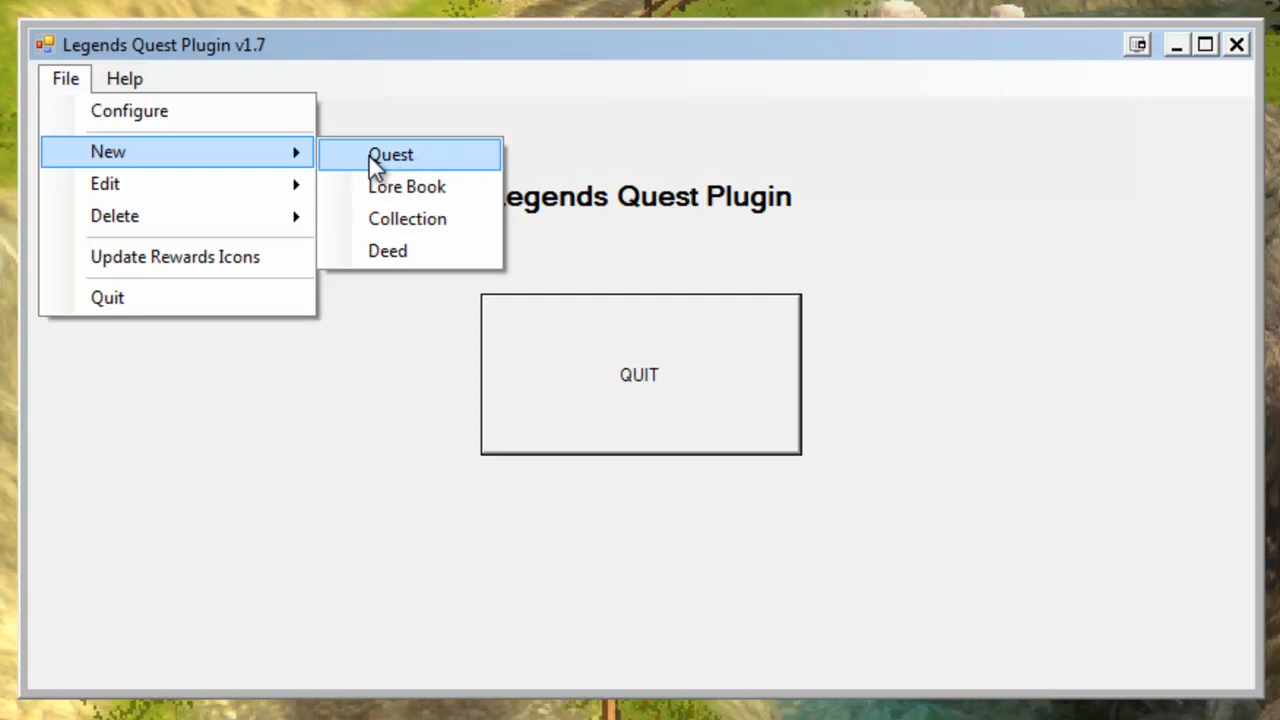 Legends Quest Plugin v1.7
File Help
Configure
New
Edit
Delete
Update Rewards Icons
Quit
Quest
Lore Book
Collection
Deed
Legends Quest Plugin
QUIT